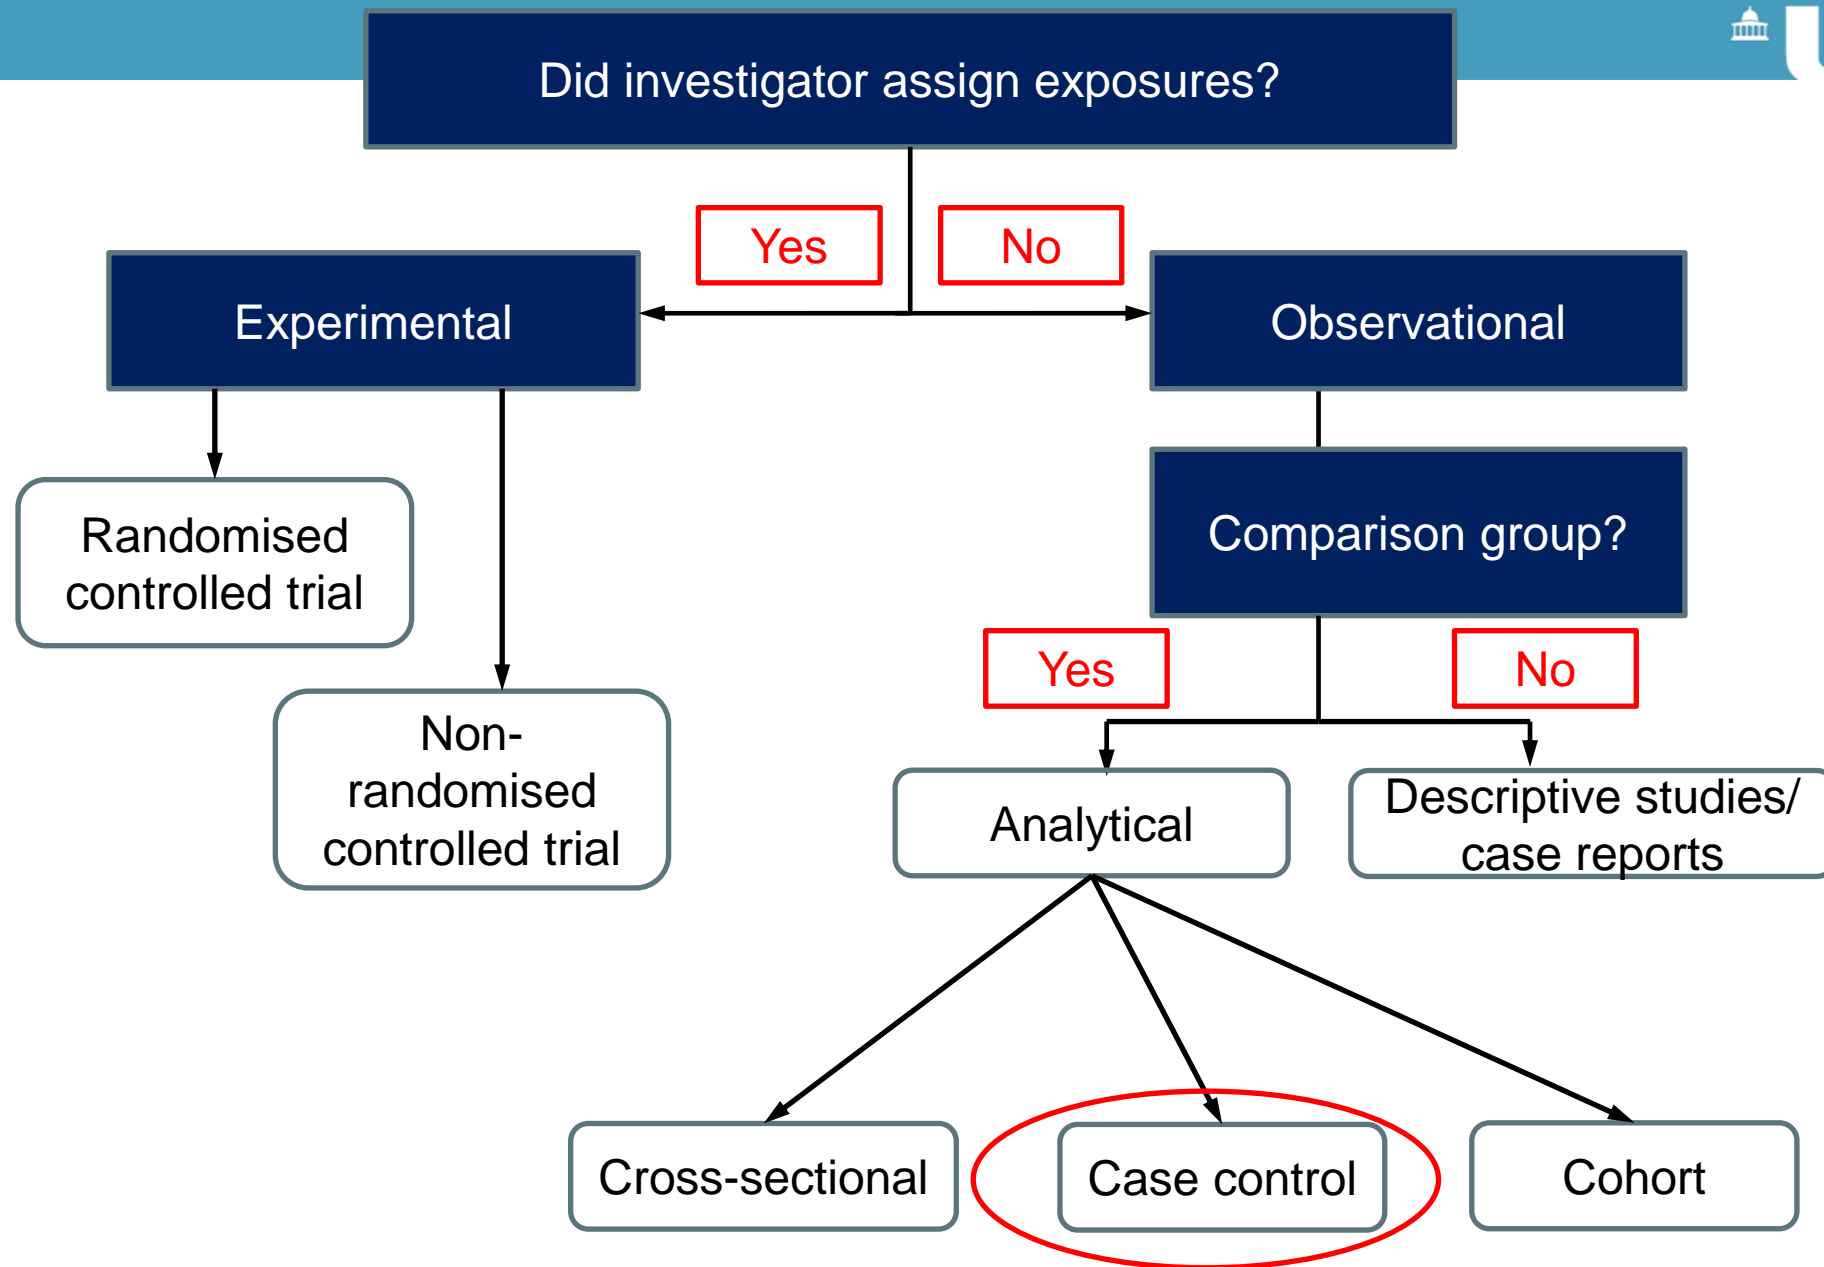 Did investigator assign exposures?
Yes
No
Experimental
Observational
Randomised
controlled trial
Comparison group?
Non-
randomised
controlled trial
Yes
No
Analytical
Descriptive studies/
case reports
Cross-sectional
Case control
Cohort